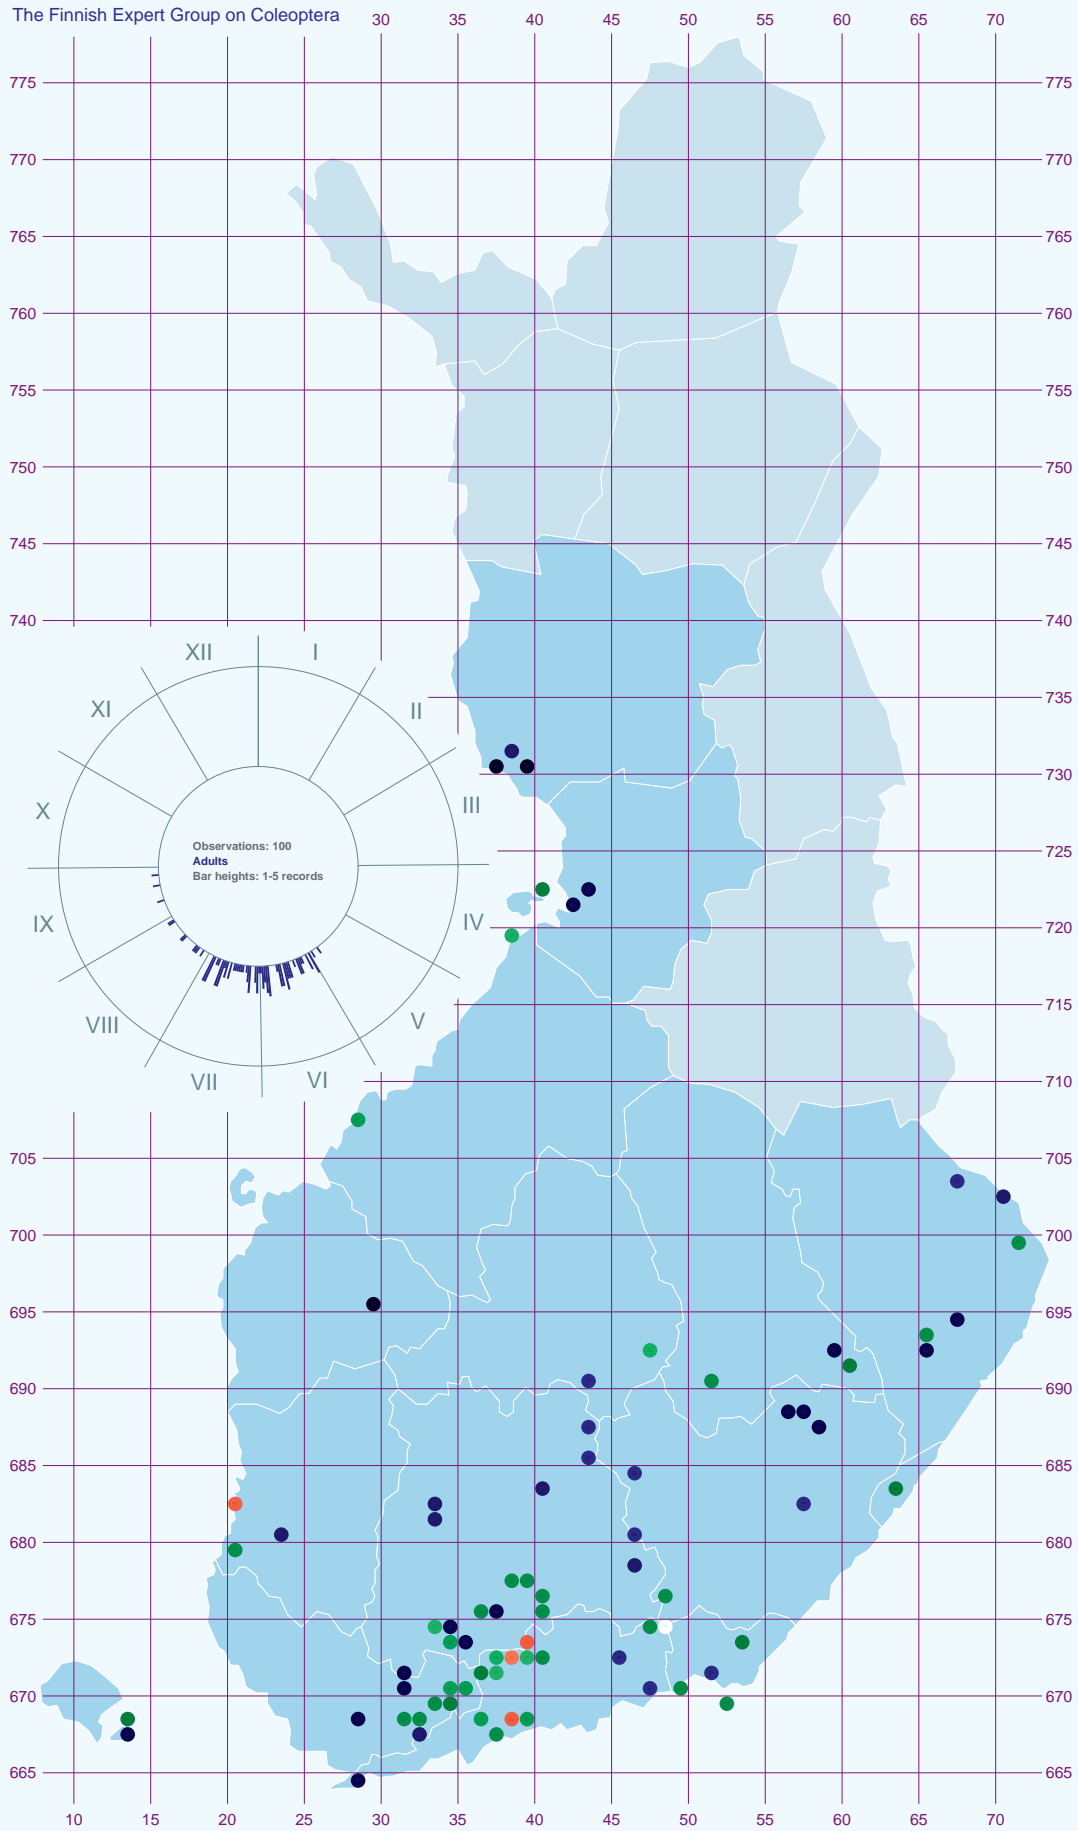 The Finnish Expert Group on Coleoptera
30 35 40 45 50 55 60 65 70
775 775
770 770
765 765
760 760
755 755
750 750
745 745
740 740
XII I
XI II
735
730
X III
Observations: 100
Adults
Bar heights: 1-5 records
725
IX IV
720
715
VIII V
VII VI
710
705 705
700 700
695 695
690 690
685 685
680 680
675 675
670 670
665 665
10 15 20 25 30 35 40 45 50 55 60 65 70